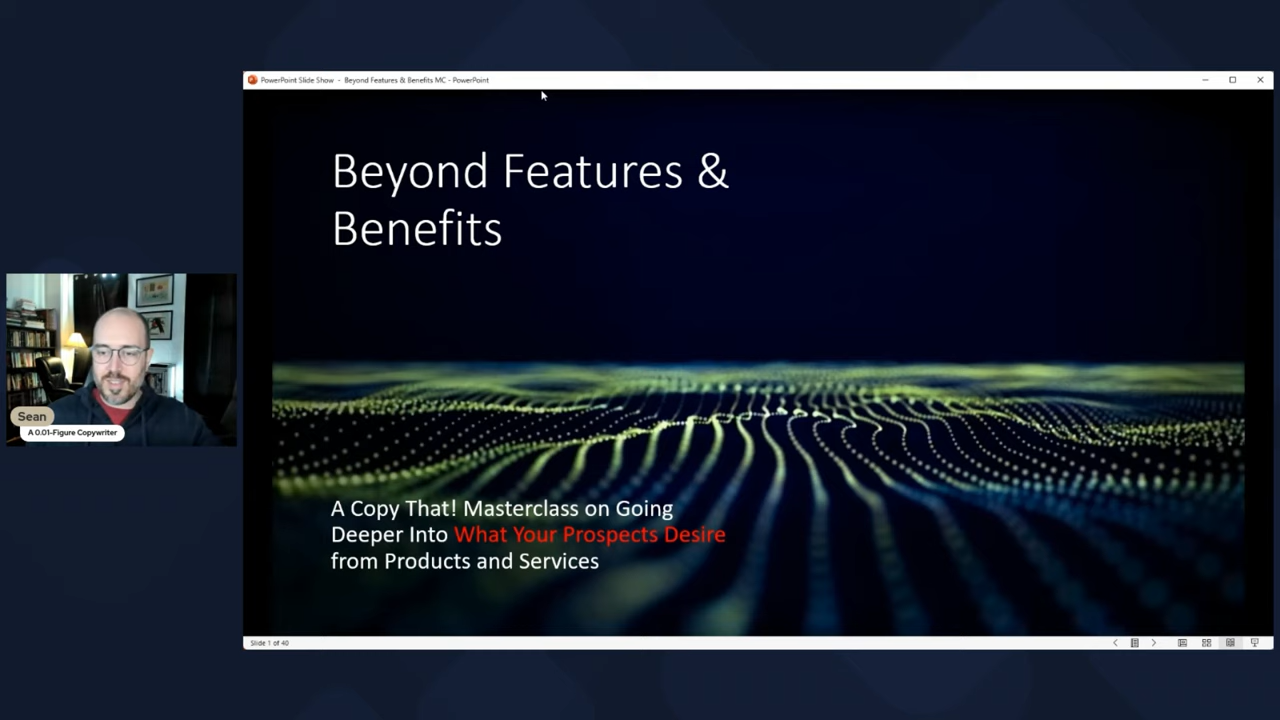 PowerPoint Slide Show - Beyond Features & Benefits MC - PowerPoint
Beyond Features &
Benefits
Sean
A 0.01-Figure Copywriter
A Copy That! Masterclass on Going
Deeper Into What Your Prospects Desire
from Products and Services
Slide 1 of 40